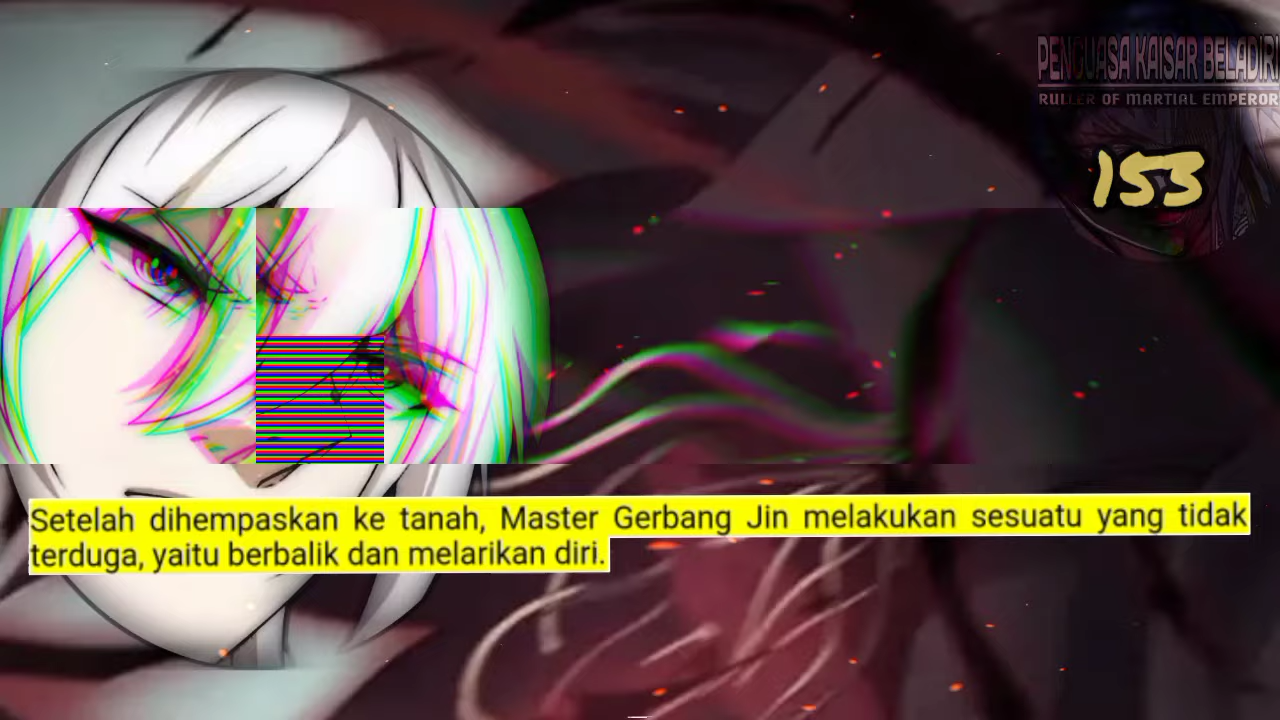 PENGUASA KAISAR BELADIRI
RULLER OF MARTIAL EMPEROR
153
Setelah dihempaskan ke tanah, Master Gerbang Jin melakukan sesuatu yang tidak
terduga, yaitu berbalik dan melarikan diri.